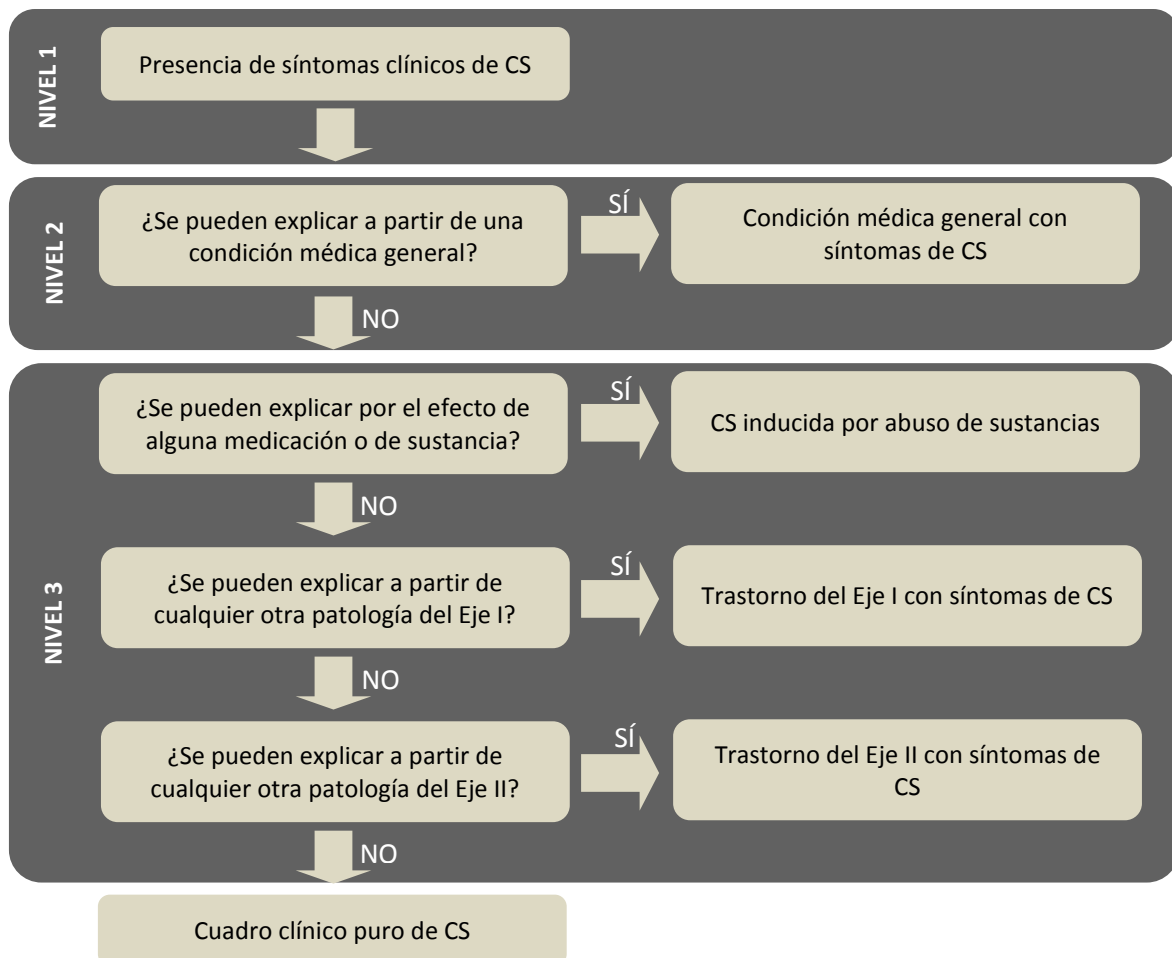 NIVEL 1
Presencia de síntomas clínicos de CS
NIVEL 2
¿Se pueden explicar a partir de una
condición médica general?
SÍ
Condición médica general con
síntomas de CS
NO
NIVEL 3
¿Se pueden explicar por el efecto de
alguna medicación o de sustancia?
SÍ
CS inducida por abuso de sustancias
NO
¿Se pueden explicar a partir de
cualquier otra patología del Eje I?
SÍ
Trastorno del Eje I con síntomas de CS
NO
¿Se pueden explicar a partir de
cualquier otra patología del Eje II?
SÍ
Trastorno del Eje II con síntomas de
CS
NO
Cuadro clínico puro de CS